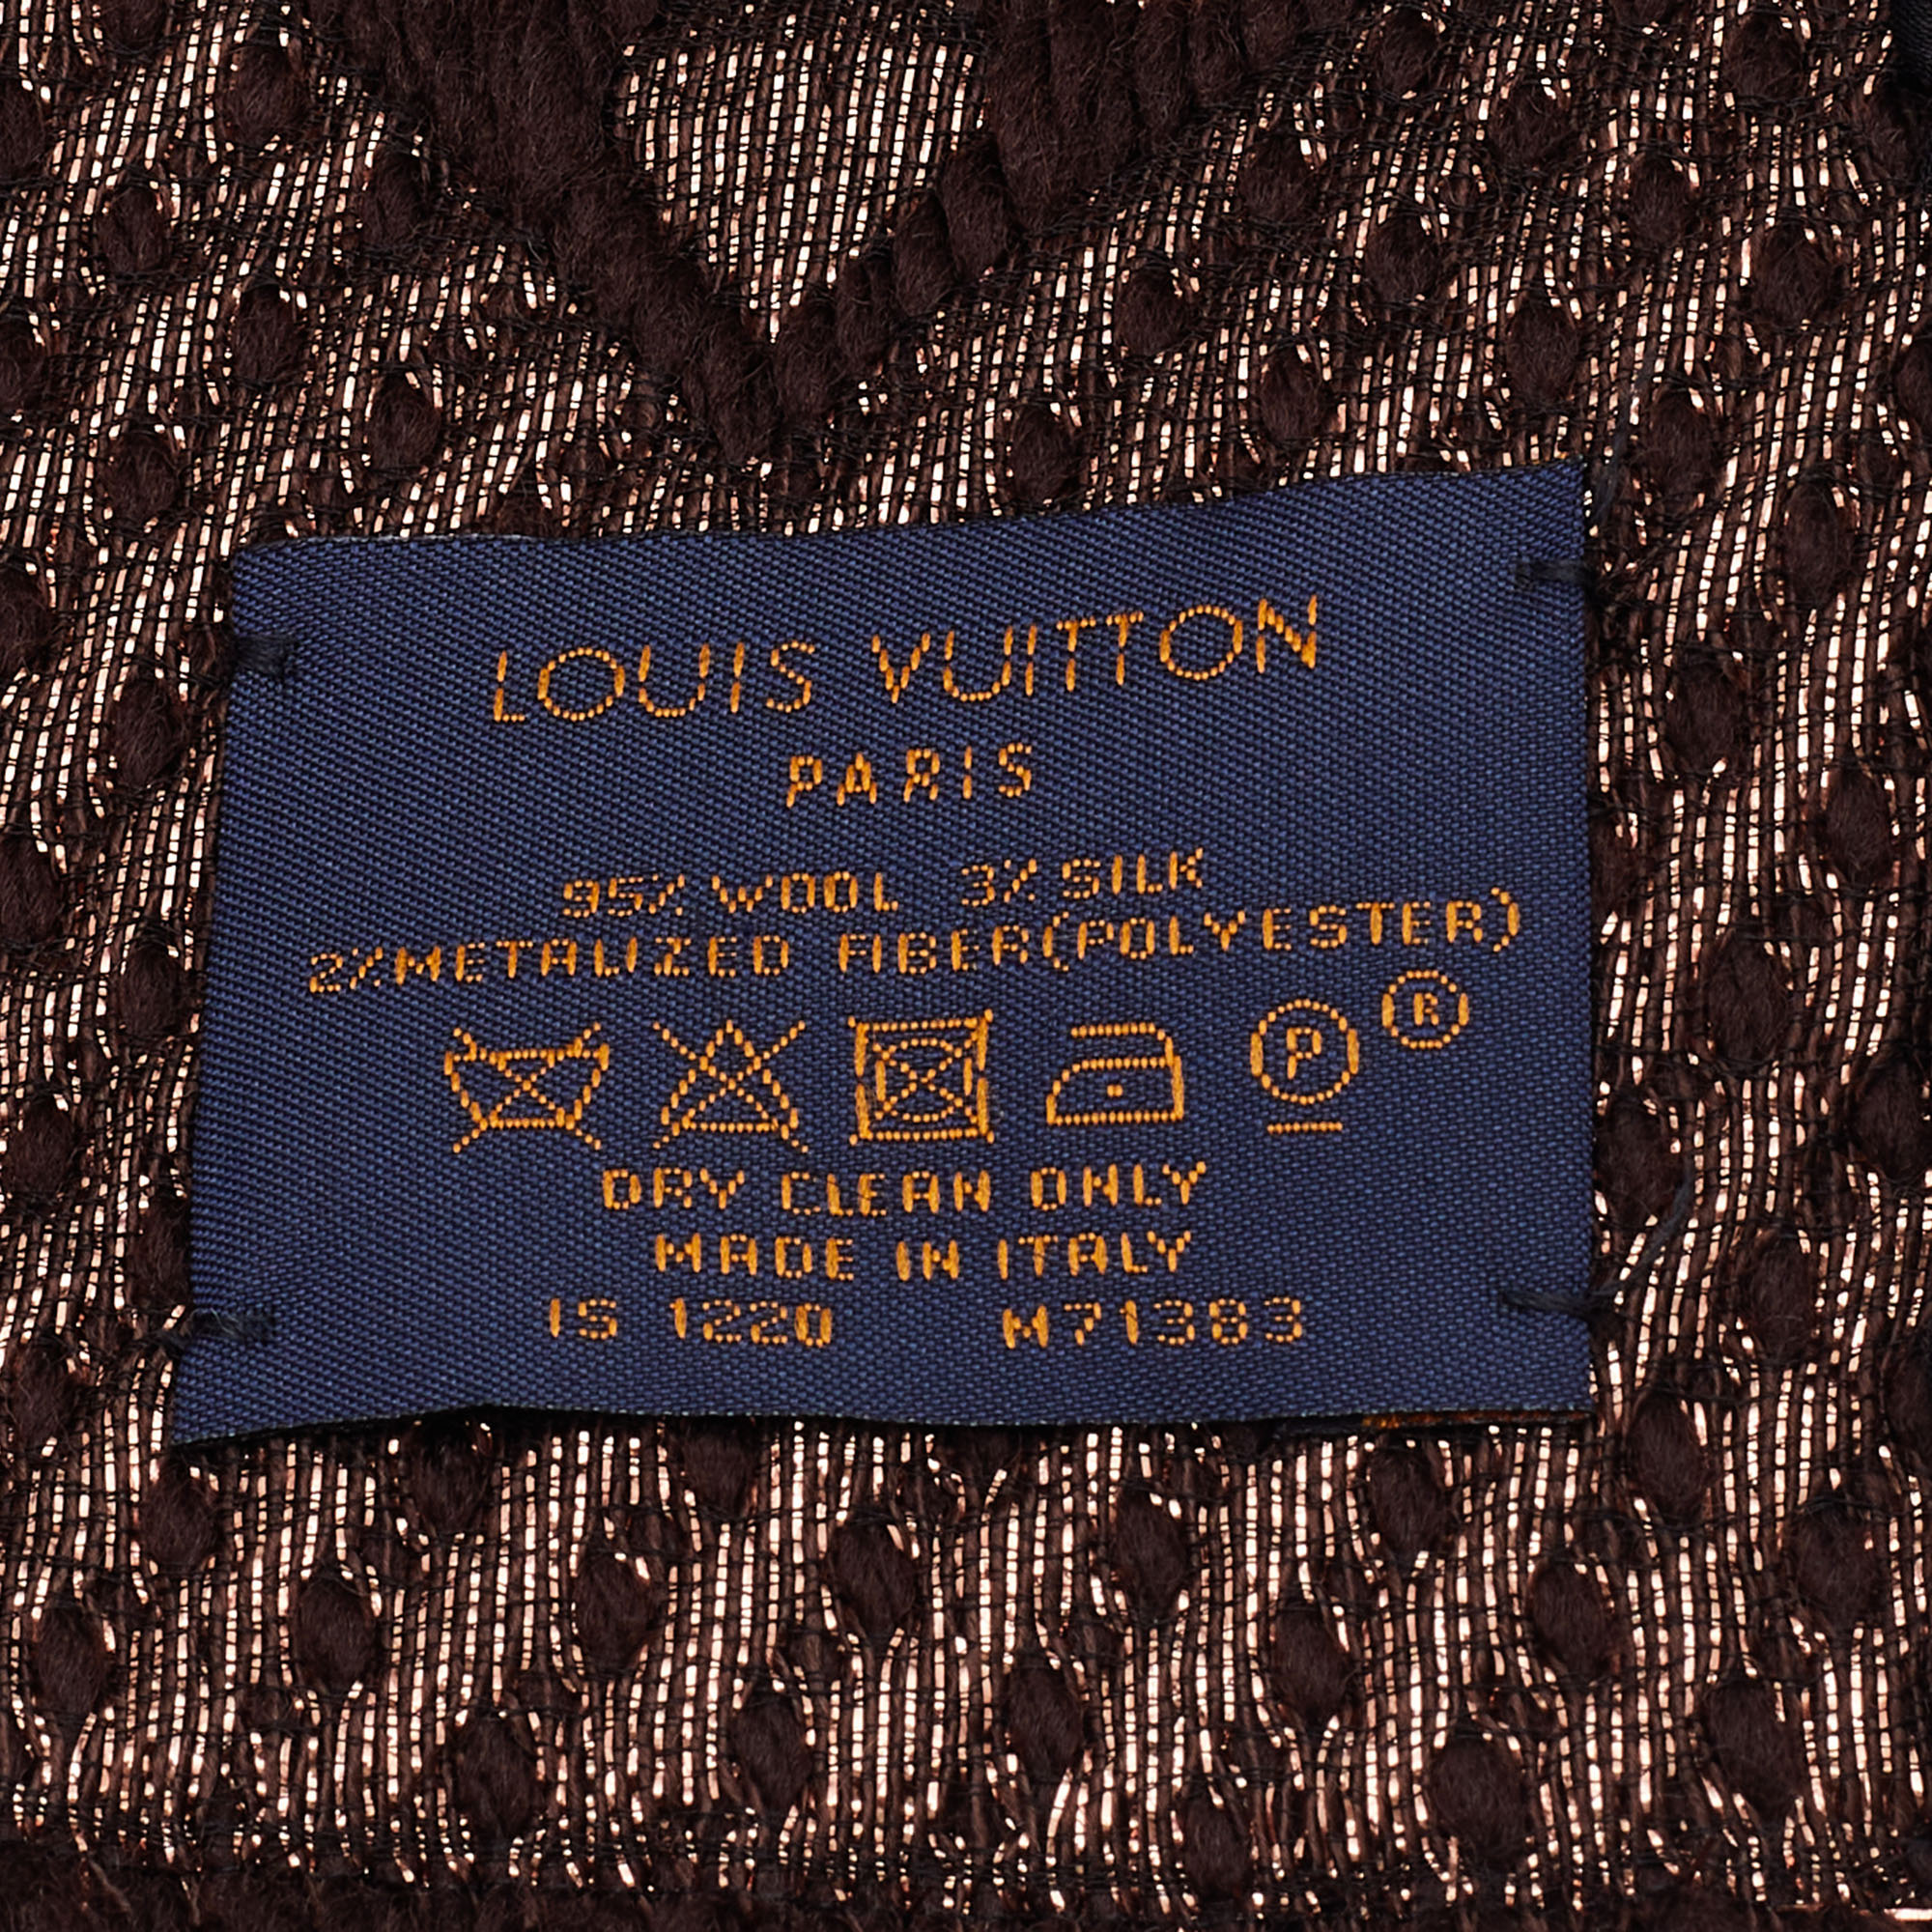 LOUIS VUITTON
PARIS
95% WOOL 3% SILK
2% METALIZED FIBER(POLYESTER)
P ®
DRY CLEAN ONLY
MADE IN ITALY
IS 1220 M71383